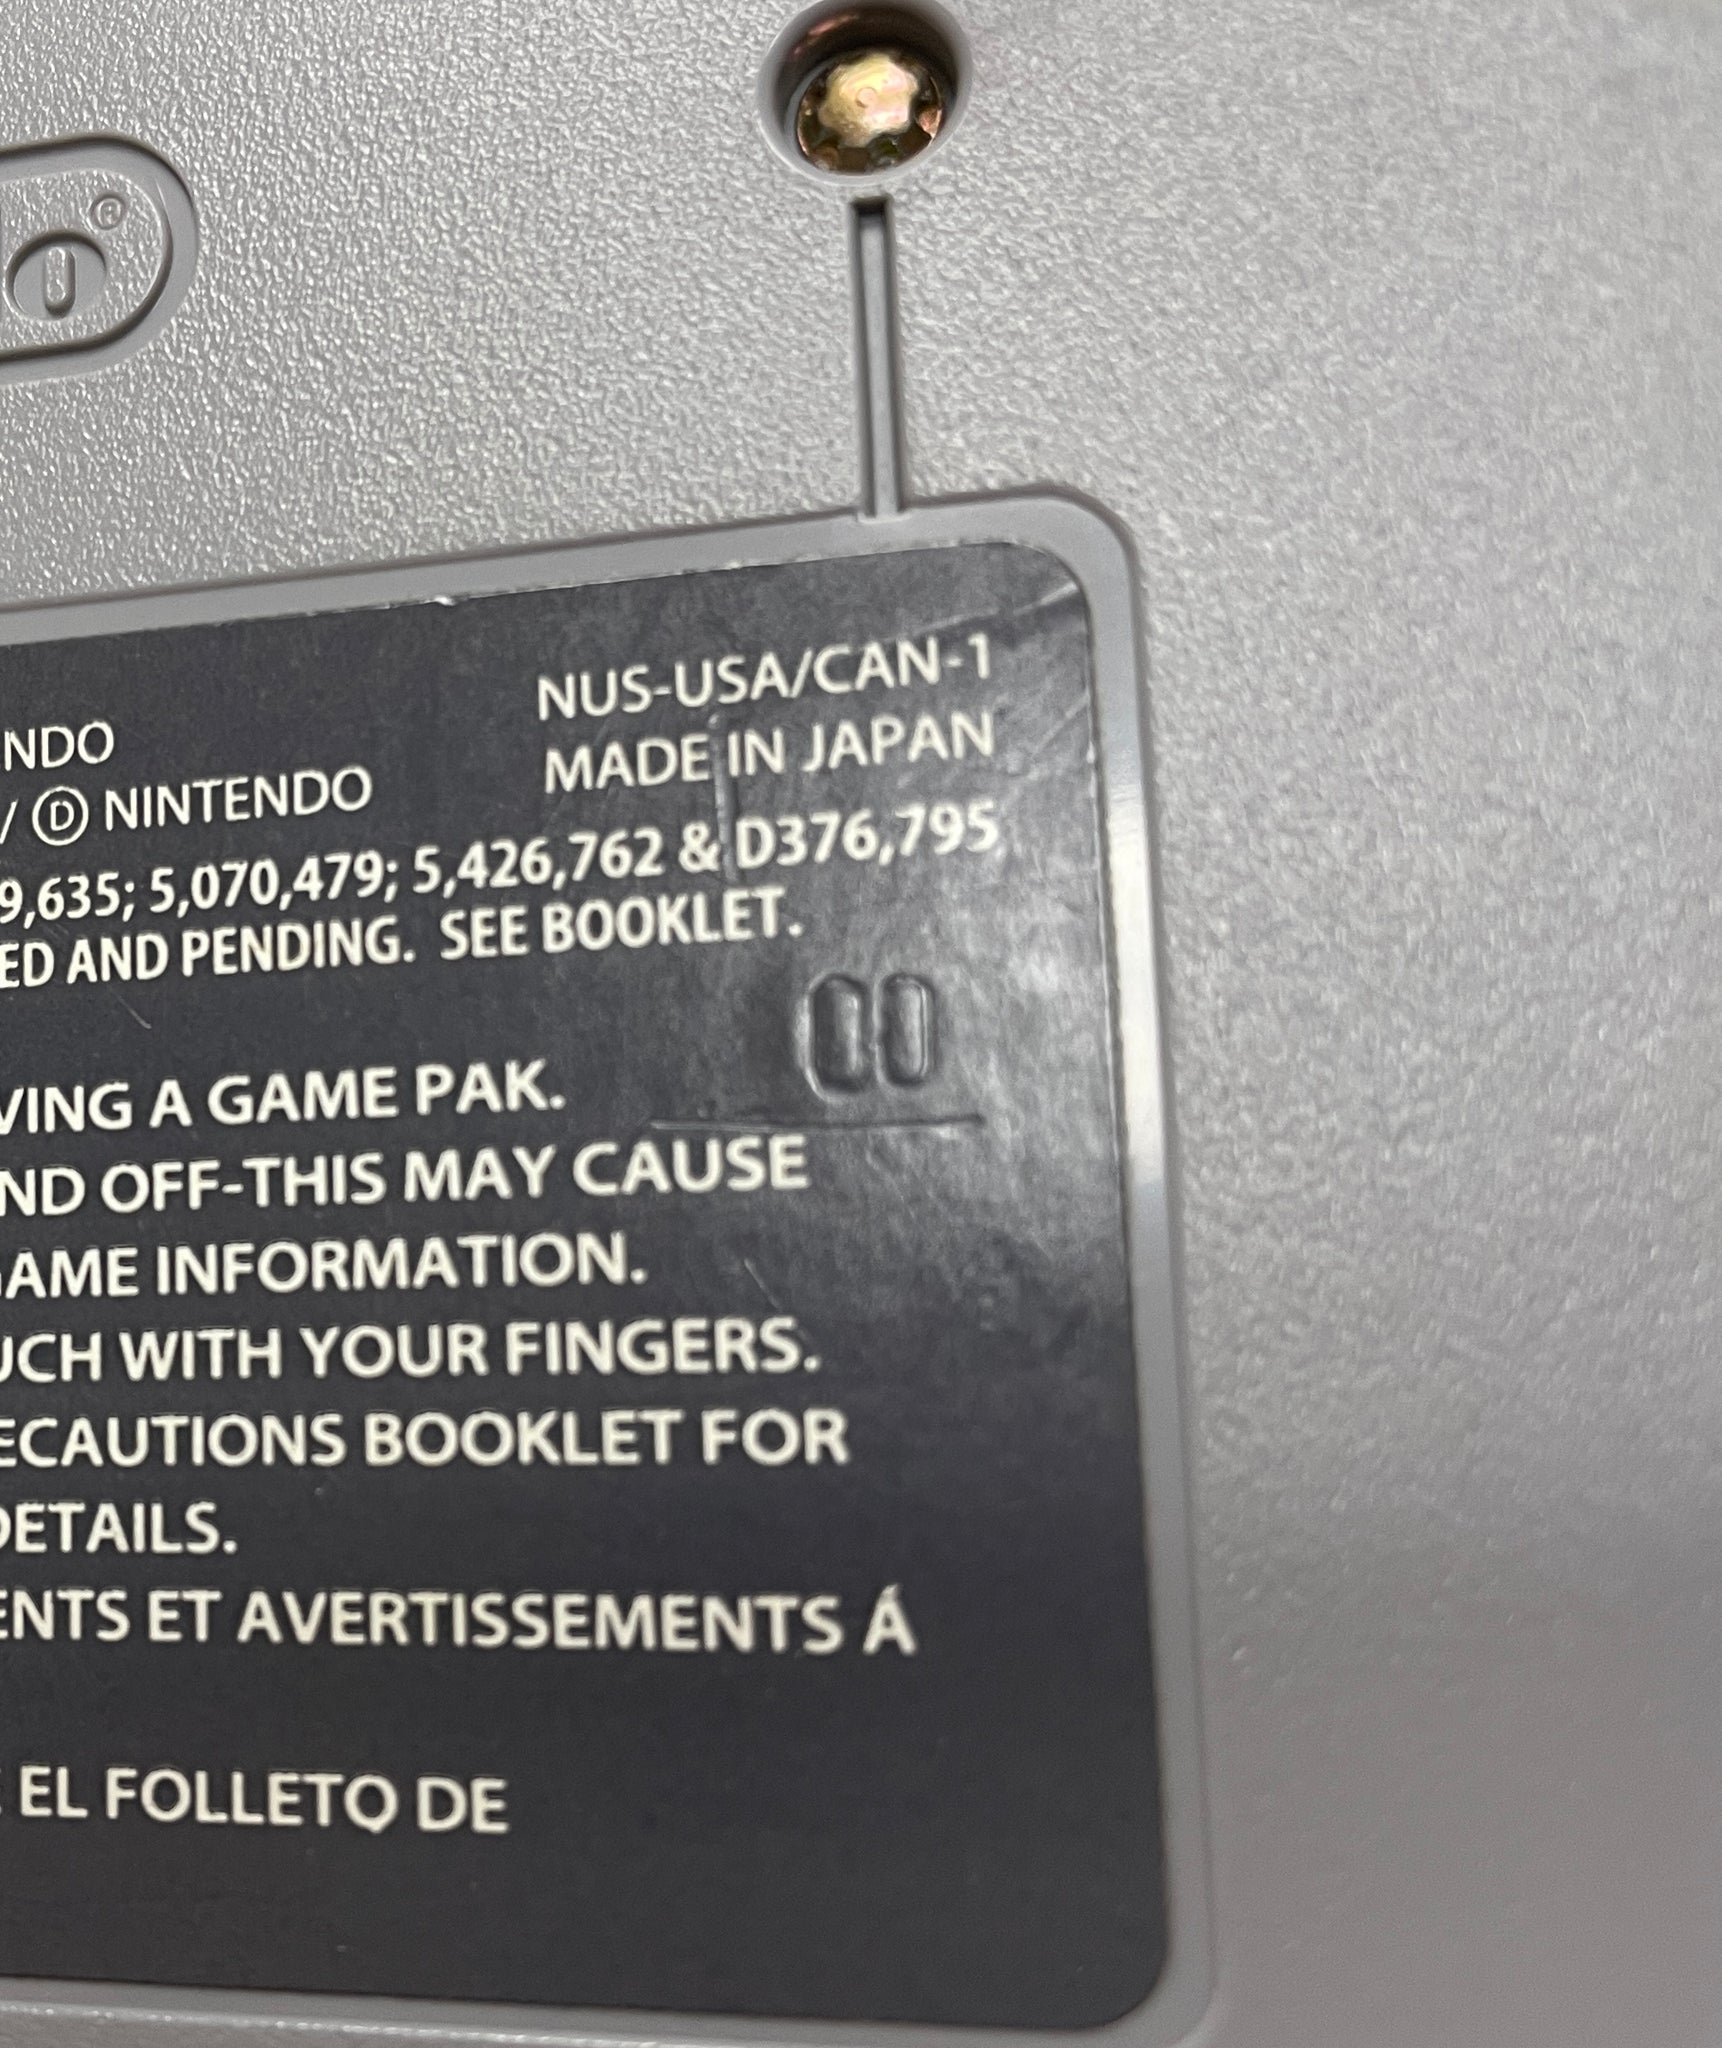 ®
NUS-USA/CAN-1
NDO
MADE IN JAPAN
/ Ⓓ NINTENDO
9,635; 5,070,479; 5,426,762 & D376,795
ED AND PENDING. SEE BOOKLET.
00
VING A GAME PAK.
ND OFF-THIS MAY CAUSE
AME INFORMATION.
UCH WITH YOUR FINGERS.
ECAUTIONS BOOKLET FOR
DETAILS.
ENTS ET AVERTISSEMENTS Á
EL FOLLETO DE